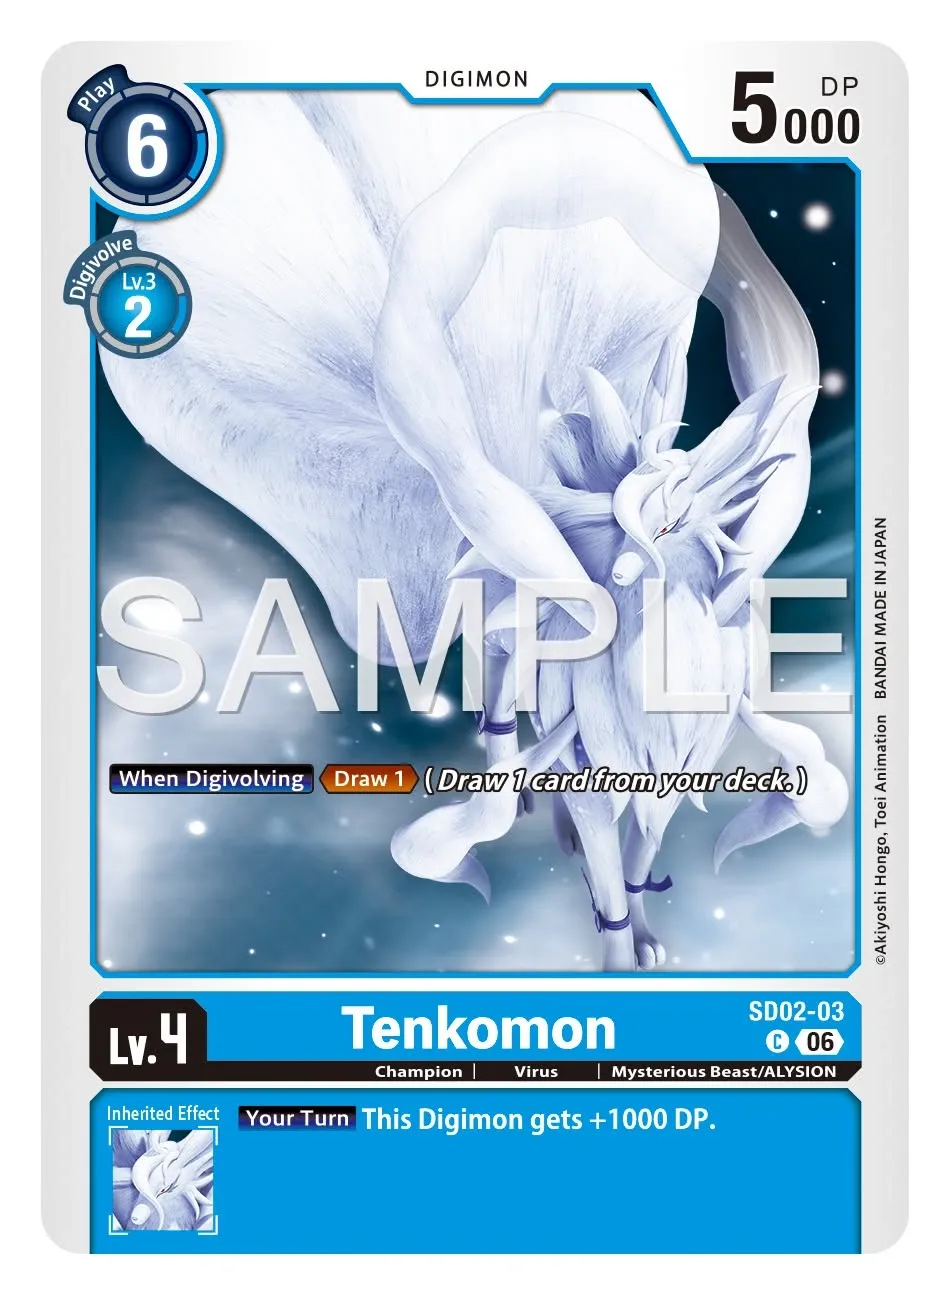 DIGIMON
Play
6
DP
5000
Digivolve
Lv.3
2
SAMPLE
When Digivolving Draw 1 (Draw 1 card from your deck.)
©Akiyoshi Hongo, Toei Animation BANDAI MADE IN JAPAN
Lv.4
Tenkomon
SD02-03
C 06
Champion | Virus | Mysterious Beast/ALYSION
Inherited Effect
Your Turn This Digimon gets +1000 DP.